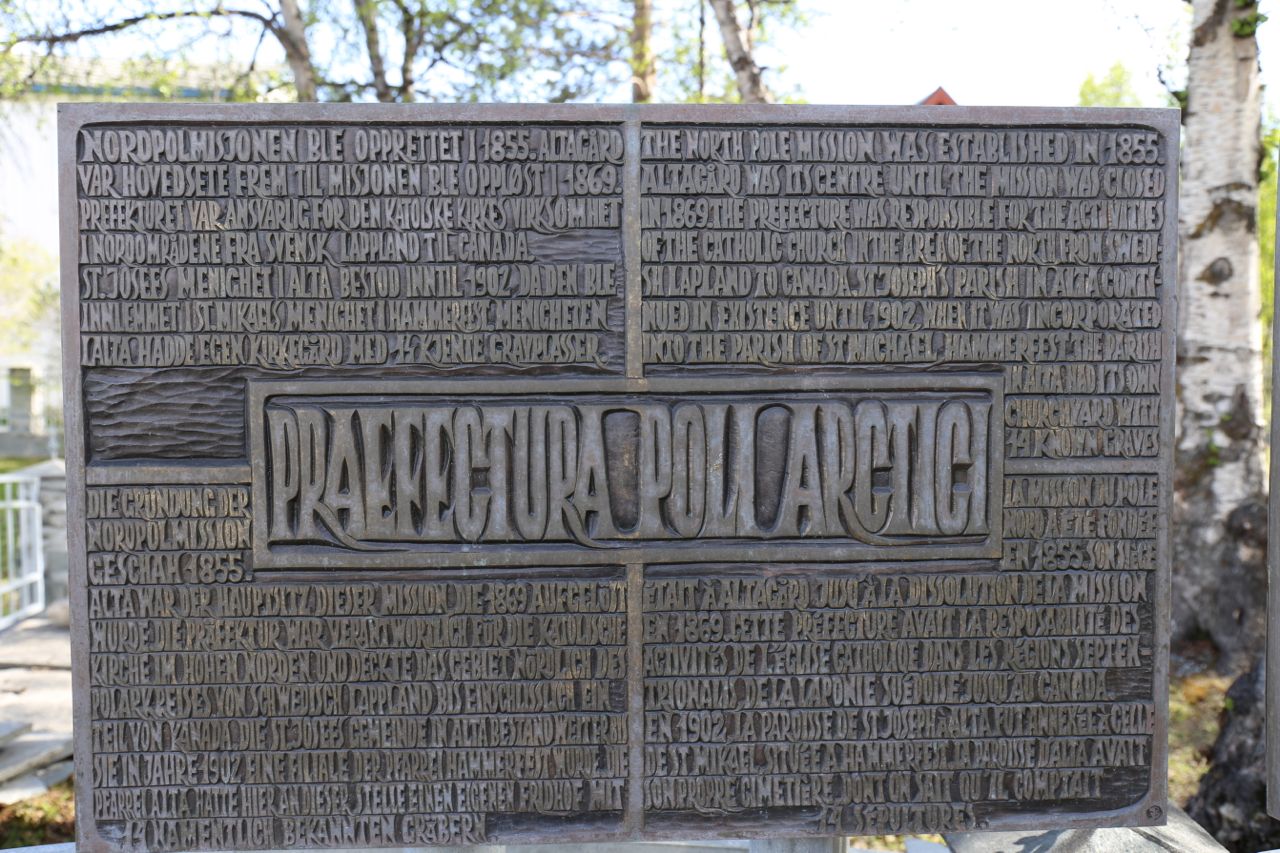 NORDPOLMISJONEN BLE OPPRETTET I 1855. ALTAGÅRD
VAR HOVEDSETE FREM TIL MISJONEN BLE OPPLØST I 1869.
PREFEKTURET VAR ANSVARLIG FOR DEN KATOLSKE KIRKES VIRKSOMHET
I NORDOMRÅDENE FRA SVENSK LAPPLAND TIL CANADA.
ST. JOSEFS MENIGHET I ALTA BESTOD INNTIL 1902, DA DEN BLE
INNLEMMET I ST. MIKAELS MENIGHET I HAMMERFEST. MENIGHETEN
I ALTA HADDE EGEN KIRKEGÅRD MED 14 KJENTE GRAVPLASSER.
THE NORTH POLE MISSION WAS ESTABLISHED IN 1855.
ALTAGÅRD WAS ITS CENTRE UNTIL THE MISSION WAS CLOSED
IN 1869. THE PREFECTURE WAS RESPONSIBLE FOR THE ACTIVITIES
OF THE CATHOLIC CHURCH IN THE AREA OF THE NORTH FROM SWEDI-
SH LAPLAND TO CANADA. ST. JOSEPH'S PARISH IN ALTA CONTI-
NUED IN EXISTENCE UNTIL 1902, WHEN IT WAS INCORPORATED
INTO THE PARISH OF ST. MICHAEL, HAMMERFEST. THE PARISH
IN ALTA HAD ITS OWN
CHURCHYARD WITH
14 KNOWN GRAVES
PRAEFECTURA POLI ARCTICI
DIE GRÜNDUNG DER
NORDPOLMISSION
GESCHAH 1855.
ALTA WAR DER HAUPTSITZ DIESER MISSION DIE 1869 AUFGELÖST
WURDE. DIE PRÄFEKTUR WAR VERANTWORTLICH FÜR DIE KATOLISCHE
KIRCHE IM HOHEN NORDEN UND DECKTE DAS GEBIET NÖRDLICH DES
POLARKREISES VON SCHWEDISCH LAPPLAND BIS EINSCHLISSLICH EIN
TEIL VON KANADA. DIE ST. JOSEFS GEMEINDE IN ALTA BESTAND WEITER BIS
DIE IN JAHRE 1902 EINE FILIALE DER PFARREI HAMMERFEST WURDE. DIE
PFARREI ALTA HATTE HIER AN DIESER STELLE EINEN EIGENEN FRIDHOF MIT
14 NAMENTLICH BEKANNTEN GRÄBERN
LA MISSION DU PÔLE
NORD A ÉTÉ FONDÉE
EN 1855. SON SIÈGE
ÉTAIT À ALTAGÅRD JUSQ'À LA DISSOLUTION DE LA MISSION
EN 1869. CETTE PRÉFECTURE AVAIT LA RESPOSABILITÉ DES
ACTIVITÉS DE L'ÉGLISE CATHOLIQE DANS LES RÉGINS SEPTEN-
TRIONALES DE LA LAPONIE SUÉDOISE JUSQU'AU CANADA.
EN 1902, LA PAROISSE DE ST. JOSEPH À ALTA FUT ANNEXÉE À CELLE
DE ST. MIKAEL, SITUÉE À HAMMERFEST. LA PAROISSE D'ALTA AVAIT
SON PROPRE CIMETIÈRE, DONT ON SAIT QU'IL COMPTAIT
14 SÉPULTURES.